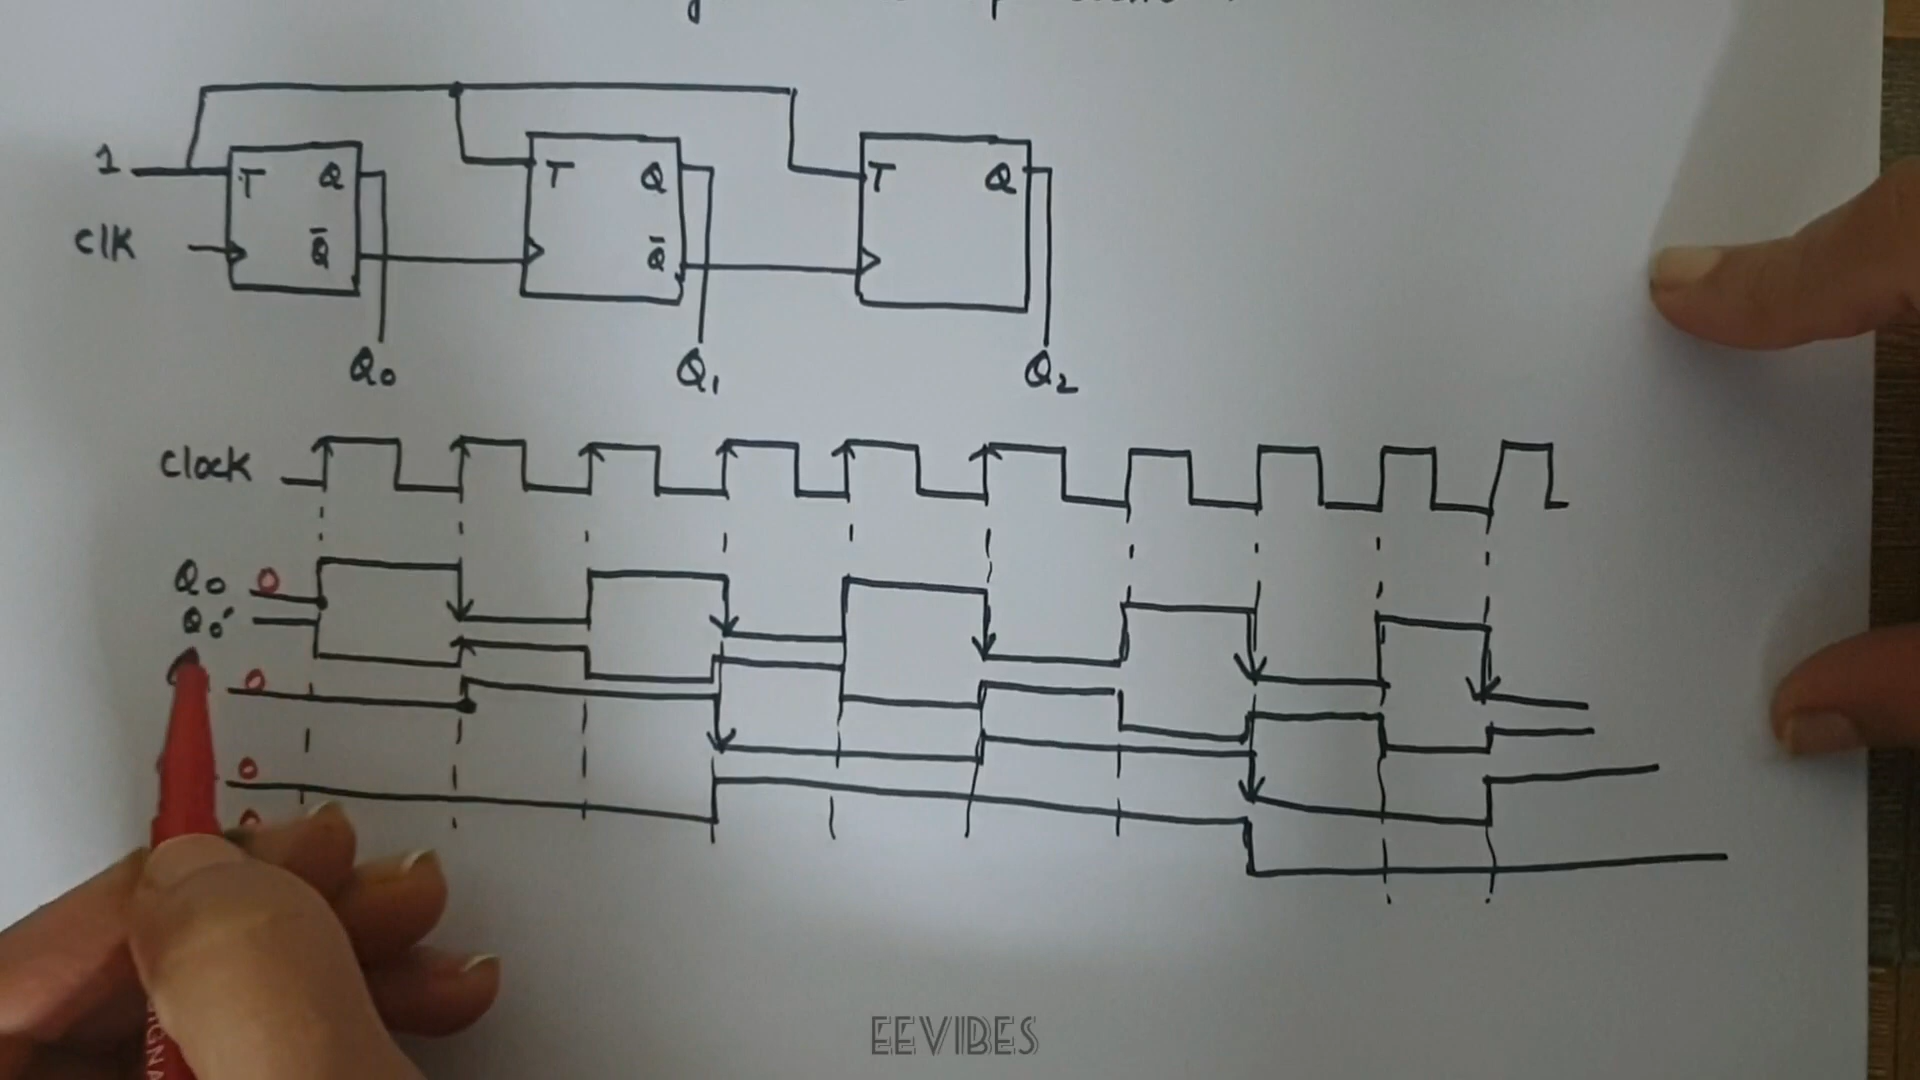 1 T Q T Q T Q
clk Q̄ Q̄
Q0 Q1 Q2
Clock
Q0 0
Q0'
0
0
0
EEVIBES